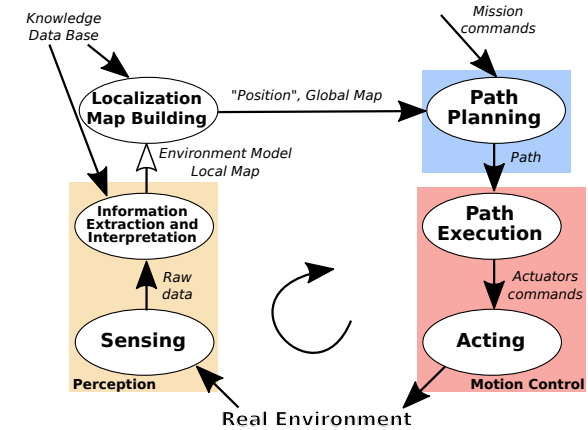 Knowledge
Data Base
Mission
commands
Localization
Map Building
"Position", Global Map
Path
Planning
Environment Model
Local Map
Path
Information
Extraction and
Interpretation
Path
Execution
Raw
data
Actuators
commands
Sensing
Acting
Perception
Motion Control
Real Environment